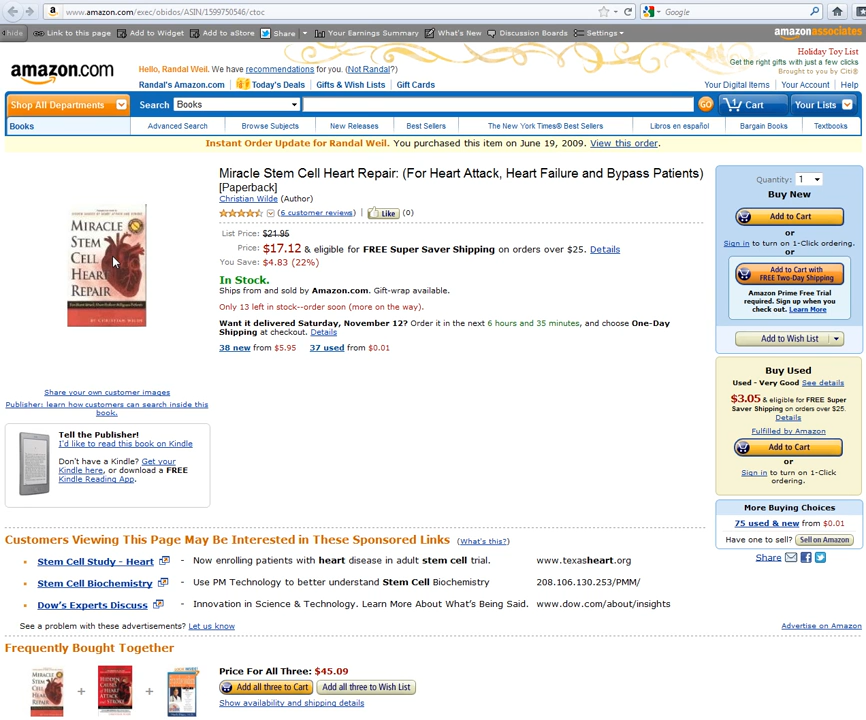 www.amazon.com/exec/obidos/ASIN/1599750546/ctoc
Google
hide Link to this page Add to Widget Add to aStore Share Your Earnings Summary What's New Discussion Boards Settings
amazonassociates
amazon.com
Hello, Randal Weil. We have recommendations for you. (Not Randal?)
Holiday Toy List
Get the right gifts with just a few clicks
Brought to you by Citi®
Randal's Amazon.com Today's Deals Gifts & Wish Lists Gift Cards
Your Digital Items Your Account Help
Shop All Departments Search Books GO Cart Your Lists
Books Advanced Search Browse Subjects New Releases Best Sellers The New York Times® Best Sellers Libros en español Bargain Books Textbooks
Instant Order Update for Randal Weil. You purchased this item on June 19, 2009. View this order.
MIRACLE
STEM
CELL
HEART
REPAIR
BY CHRISTIAN WILDE
Miracle Stem Cell Heart Repair: (For Heart Attack, Heart Failure and Bypass Patients)
[Paperback]
Christian Wilde (Author)
(6 customer reviews) Like (0)
List Price: $21.95
Price: $17.12 & eligible for FREE Super Saver Shipping on orders over $25. Details
You Save: $4.83 (22%)
In Stock.
Ships from and sold by Amazon.com. Gift-wrap available.
Only 13 left in stock--order soon (more on the way).
Want it delivered Saturday, November 12? Order it in the next 6 hours and 35 minutes, and choose One-Day
Shipping at checkout. Details
38 new from $5.95 37 used from $0.01
Share your own customer images
Publisher: learn how customers can search inside this
book.
Tell the Publisher!
I'd like to read this book on Kindle
Don't have a Kindle? Get your
Kindle here, or download a FREE
Kindle Reading App.
Quantity: 1
Buy New
Add to Cart
or
Sign in to turn on 1-Click ordering.
or
Add to Cart with
FREE Two-Day Shipping
Amazon Prime Free Trial
required. Sign up when you
check out. Learn More
Add to Wish List
Buy Used
Used - Very Good See details
$3.05 & eligible for FREE Super
Saver Shipping on orders over $25.
Details
Fulfilled by Amazon
Add to Cart
or
Sign in to turn on 1-Click
ordering.
More Buying Choices
75 used & new from $0.01
Have one to sell? Sell on Amazon
Share
Customers Viewing This Page May Be Interested in These Sponsored Links (What's this?)
Stem Cell Study - Heart - Now enrolling patients with heart disease in adult stem cell trial. www.texasheart.org
Stem Cell Biochemistry - Use PM Technology to better understand Stem Cell Biochemistry 208.106.130.253/PMM/
Dow's Experts Discuss - Innovation in Science & Technology. Learn More About What's Being Said. www.dow.com/about/insights
See a problem with these advertisements? Let us know
Advertise on Amazon
Frequently Bought Together
MIRACLE
STEM
CELL
HEART
REPAIR
+
+
Price For All Three: $45.09
Add all three to Cart Add all three to Wish List
Show availability and shipping details